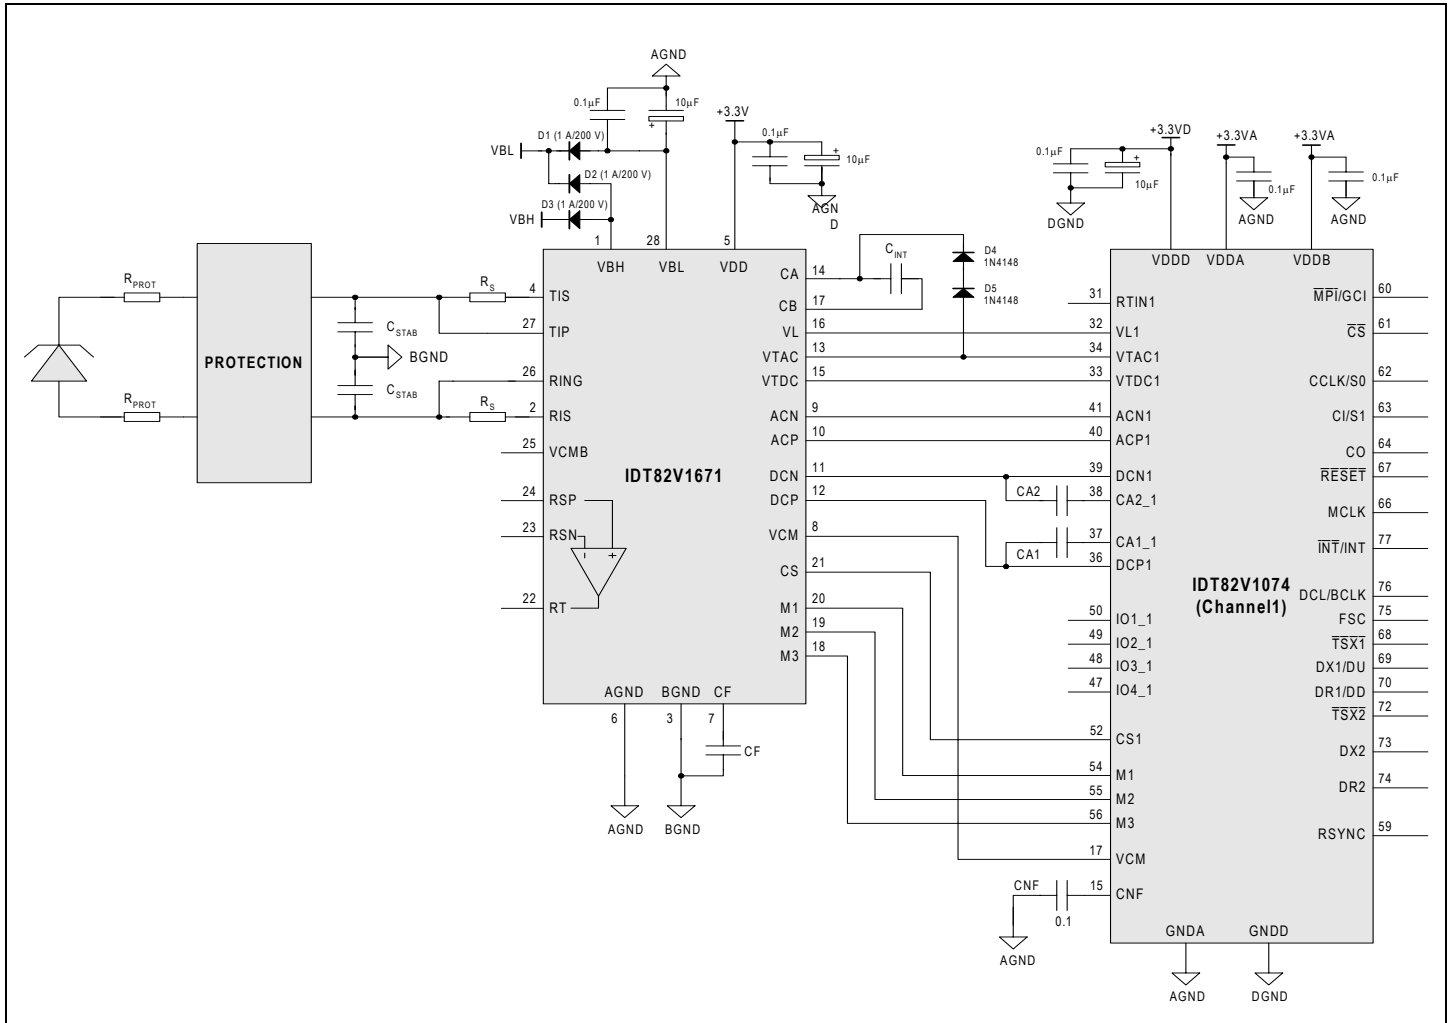 AGND
0.1µF
10µF
+
D1 (1 A/200 V)
VBL
D2 (1 A/200 V)
D3 (1 A/200 V)
VBH
+3.3V
0.1µF
+
10µF
AGN
D
+3.3VD
0.1µF
+
10µF
DGND
+3.3VA
0.1µF
AGND
+3.3VA
0.1µF
AGND
1
28
5
VBH
VBL
VDD
RPROT
RPROT
PROTECTION
CSTAB
BGND
CSTAB
RS
RS
4
TIS
27
TIP
26
RING
2
RIS
25
VCMB
24
RSP
23
RSN
-
+
22
RT
IDT82V1671
CA
14
CB
17
VL
16
VTAC
13
VTDC
15
ACN
9
ACP
10
DCN
11
DCP
12
VCM
8
CS
21
M1
20
M2
19
M3
18
AGND
BGND
CF
6
3
7
CF
AGND
BGND
CINT
D4
1N4148
D5
1N4148
CA2
CA1
VDDD
VDDA
VDDB
31
RTIN1
32
VL1
34
VTAC1
33
VTDC1
41
ACN1
40
ACP1
39
DCN1
38
CA2_1
37
CA1_1
36
DCP1
50
IO1_1
49
IO2_1
48
IO3_1
47
IO4_1
52
CS1
54
M1
55
M2
56
M3
17
VCM
15
CNF
CNF
0.1
AGND
IDT82V1074
(Channel1)
MPI/GCI
60
CS
61
CCLK/S0
62
CI/S1
63
CO
64
RESET
67
MCLK
66
INT/INT
77
DCL/BCLK
76
FSC
75
TSX1
68
DX1/DU
69
DR1/DD
70
TSX2
72
DX2
73
DR2
74
RSYNC
59
GNDA
GNDD
AGND
DGND